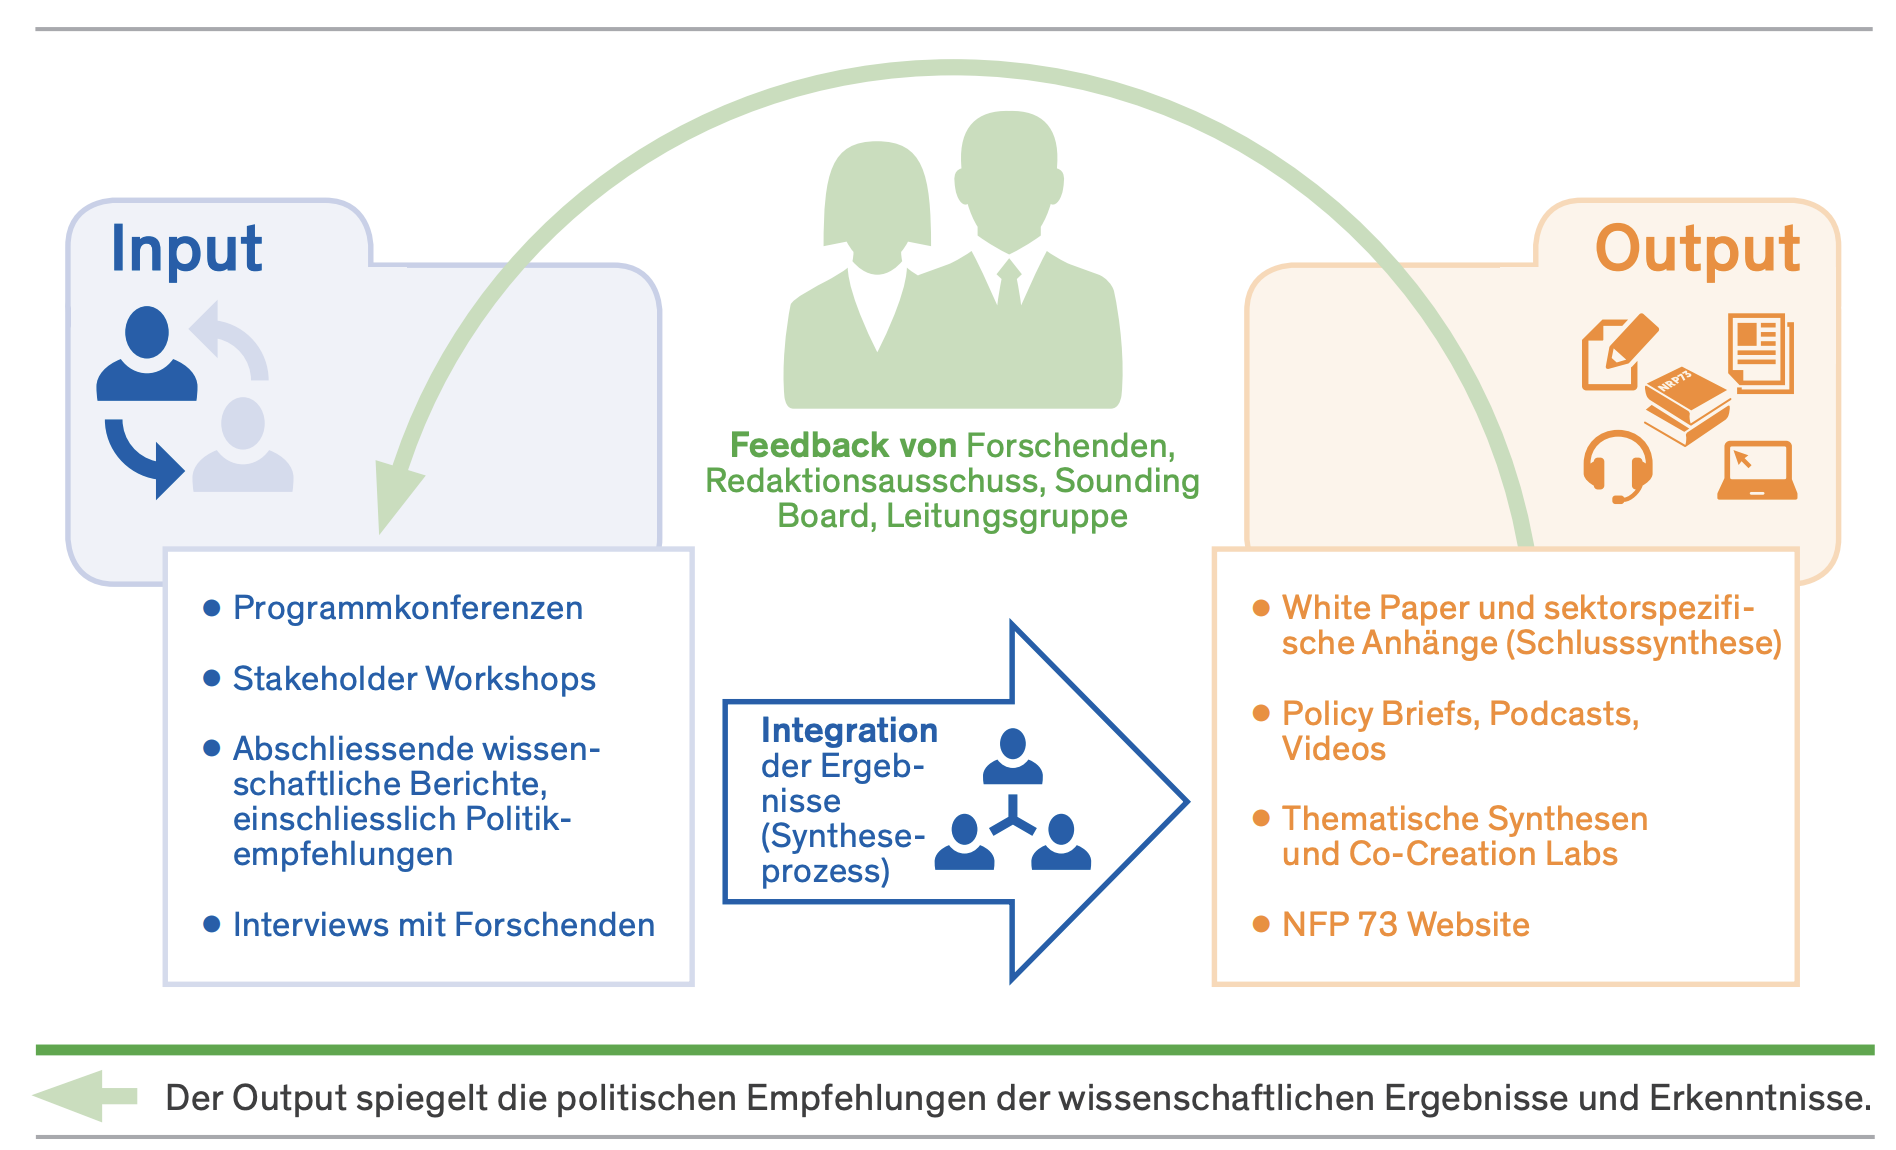 Input
Output
NRP73
Feedback von Forschenden,
Redaktionsausschuss, Sounding
Board, Leitungsgruppe
● Programmkonferenzen
● Stakeholder Workshops
● Abschliessende wissen-
schaftliche Berichte,
einschliesslich Politik-
empfehlungen
● Interviews mit Forschenden
Integration
der Ergeb-
nisse
(Synthese-
prozess)
● White Paper und sektorspezifi-
sche Anhänge (Schlusssynthese)
● Policy Briefs, Podcasts,
Videos
● Thematische Synthesen
und Co-Creation Labs
● NFP 73 Website
Der Output spiegelt die politischen Empfehlungen der wissenschaftlichen Ergebnisse und Erkenntnisse.